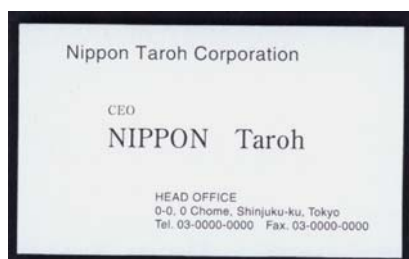 Nippon Taroh Corporation
CEO
NIPPON Taroh
HEAD OFFICE
0-0, 0 Chome, Shinjuku-ku, Tokyo
Tel. 03-0000-0000 Fax. 03-0000-0000